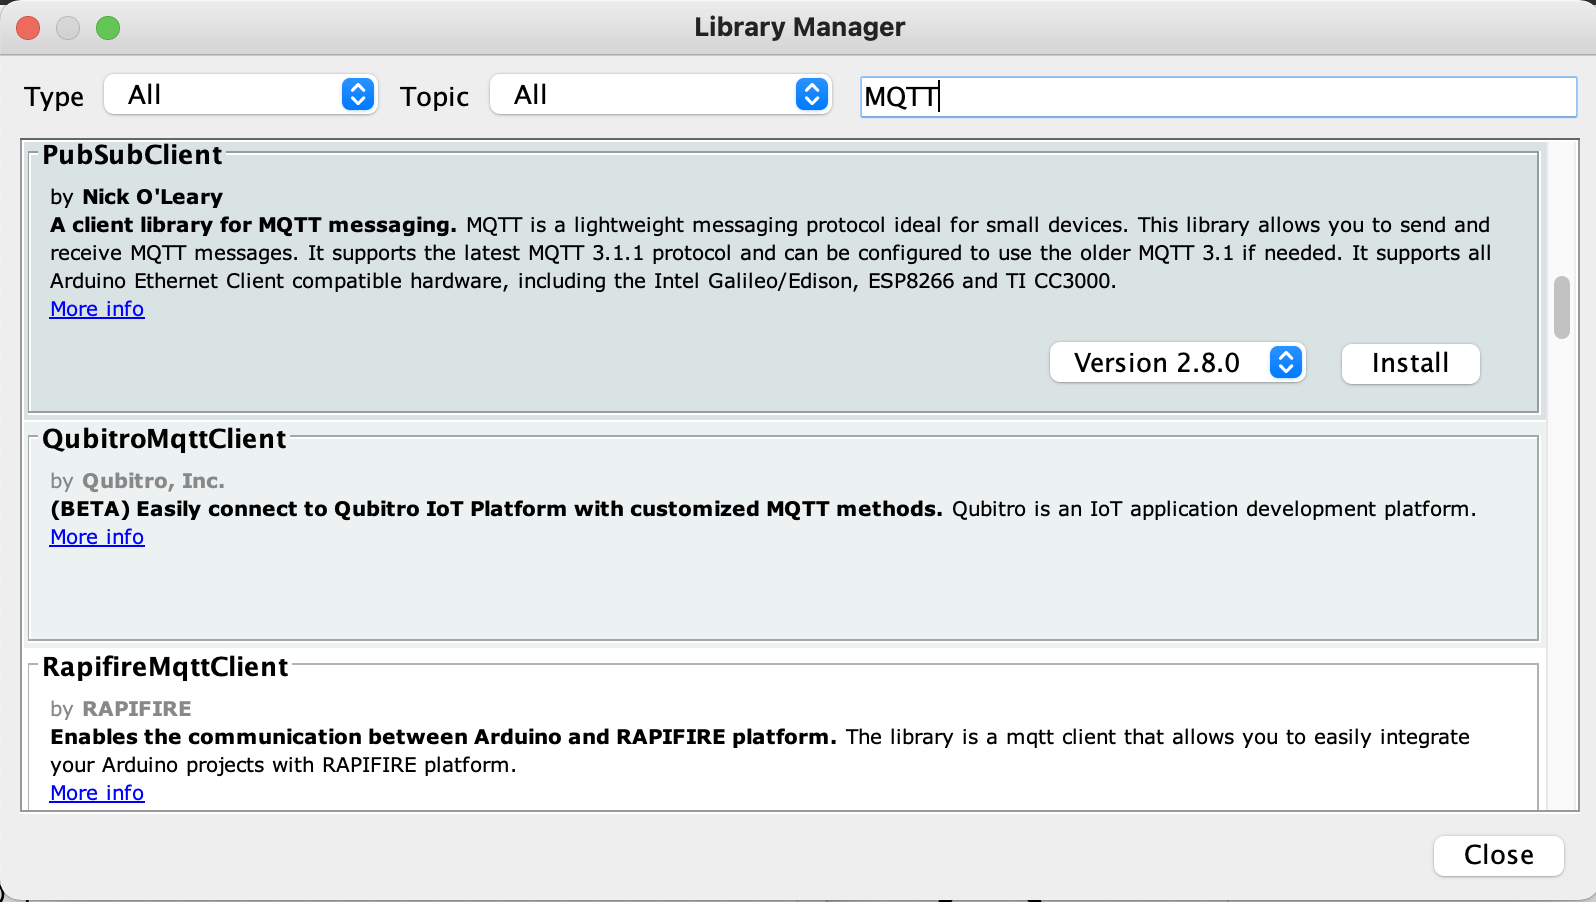 Library Manager
Type All Topic All MQTT
PubSubClient
by Nick O'Leary
A client library for MQTT messaging. MQTT is a lightweight messaging protocol ideal for small devices. This library allows you to send and
receive MQTT messages. It supports the latest MQTT 3.1.1 protocol and can be configured to use the older MQTT 3.1 if needed. It supports all
Arduino Ethernet Client compatible hardware, including the Intel Galileo/Edison, ESP8266 and TI CC3000.
More info
Version 2.8.0 Install
QubitroMqttClient
by Qubitro, Inc.
(BETA) Easily connect to Qubitro IoT Platform with customized MQTT methods. Qubitro is an IoT application development platform.
More info
RapifireMqttClient
by RAPIFIRE
Enables the communication between Arduino and RAPIFIRE platform. The library is a mqtt client that allows you to easily integrate
your Arduino projects with RAPIFIRE platform.
More info
Close